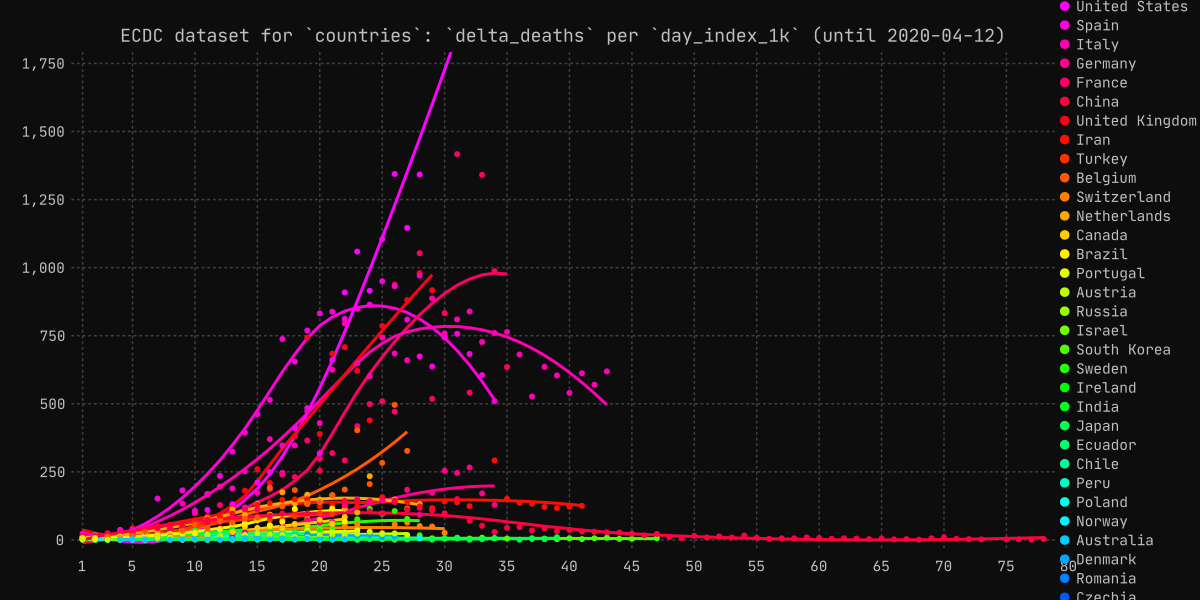 ECDC dataset for `countries`: `delta_deaths` per `day_index_1k` (until 2020-04-12)
1,750
1,500
1,250
1,000
750
500
250
0
1 5 10 15 20 25 30 35 40 45 50 55 60 65 70 75 80
United States
Spain
Italy
Germany
France
China
United Kingdom
Iran
Turkey
Belgium
Switzerland
Netherlands
Canada
Brazil
Portugal
Austria
Russia
Israel
South Korea
Sweden
Ireland
India
Japan
Ecuador
Chile
Peru
Poland
Norway
Australia
Denmark
Romania
Czechia